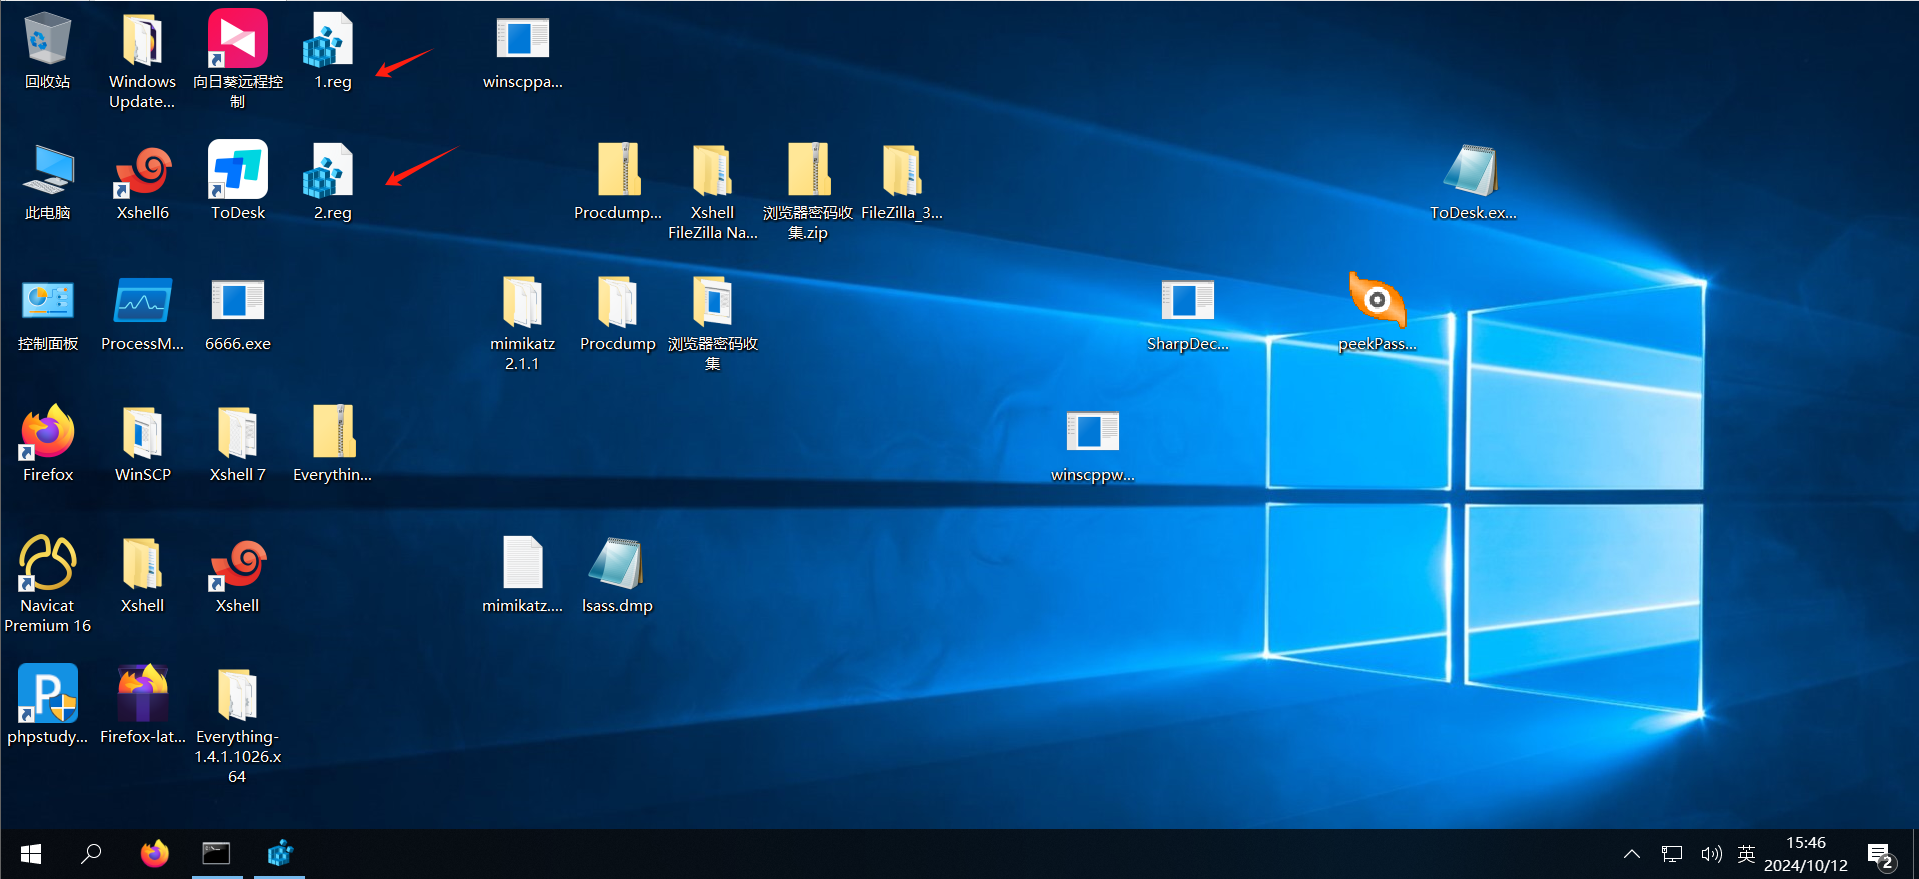 回收站
Windows
Update...
向日葵远程控
制
1.reg
winscppa...
此电脑
Xshell6
ToDesk
2.reg
Procdump...
Xshell
FileZilla Na...
浏览器密码收
集.zip
FileZilla_3...
ToDesk.ex...
控制面板
ProcessM...
6666.exe
mimikatz
2.1.1
Procdump
浏览器密码收
集
SharpDec...
peekPass...
Firefox
WinSCP
Xshell 7
Everythin...
winscppw...
Navicat
Premium 16
Xshell
Xshell
mimikatz....
lsass.dmp
phpstudy...
Firefox-lat...
Everything-
1.4.1.1026.x
64
英
15:46
2024/10/12
2